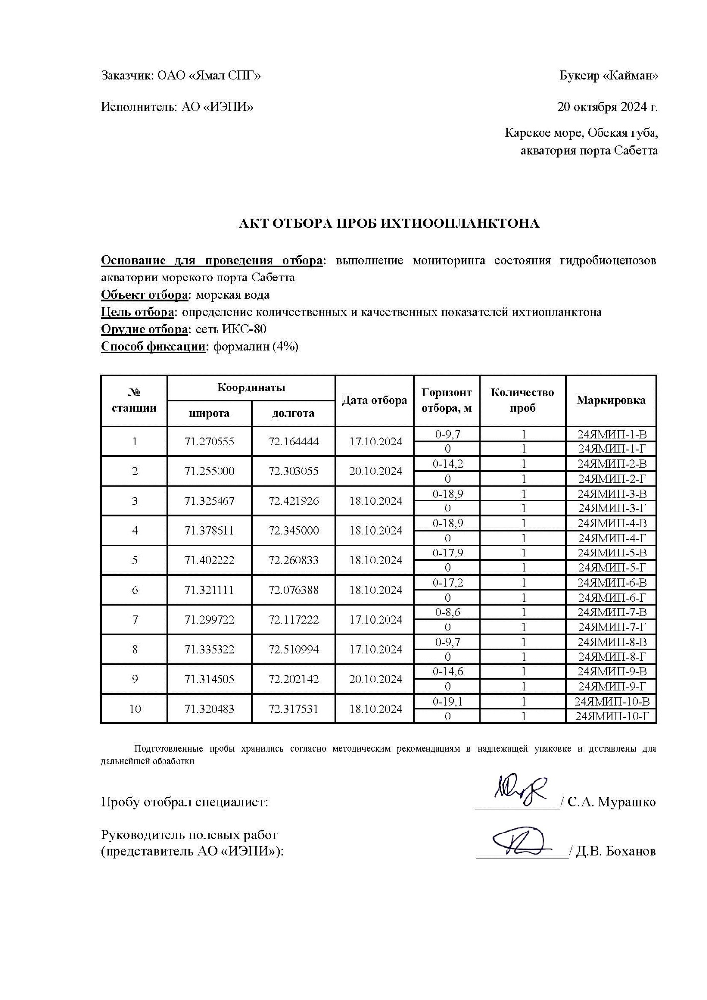 Заказчик: ОАО «Ямал СПГ»
Буксир «Кайман»
Исполнитель: АО «ИЭПИ»
20 октября 2024 г.
Карское море, Обская губа,
акватория порта Сабетта
АКТ ОТБОРА ПРОБ ИХТИООПЛАНКТОНА
Основание для проведения отбора: выполнение мониторинга состояния гидробиоценозов
акватории морского порта Сабетта
Объект отбора: морская вода
Цель отбора: определение количественных и качественных показателей ихтиопланктона
Орудие отбора: сеть ИКС-80
Способ фиксации: формалин (4%)
№ станции Координаты Дата отбора Горизонт отбора, м Количество проб Маркировка
широта долгота
1 71.270555 72.164444 17.10.2024 0-9,7 1 24ЯМИП-1-В
0 1 24ЯМИП-1-Г
2 71.255000 72.303055 20.10.2024 0-14,2 1 24ЯМИП-2-В
0 1 24ЯМИП-2-Г
3 71.325467 72.421926 18.10.2024 0-18,9 1 24ЯМИП-3-В
0 1 24ЯМИП-3-Г
4 71.378611 72.345000 18.10.2024 0-18,9 1 24ЯМИП-4-В
0 1 24ЯМИП-4-Г
5 71.402222 72.260833 18.10.2024 0-17,9 1 24ЯМИП-5-В
0 1 24ЯМИП-5-Г
6 71.321111 72.076388 18.10.2024 0-17,2 1 24ЯМИП-6-В
0 1 24ЯМИП-6-Г
7 71.299722 72.117222 17.10.2024 0-8,6 1 24ЯМИП-7-В
0 1 24ЯМИП-7-Г
8 71.335322 72.510994 17.10.2024 0-9,7 1 24ЯМИП-8-В
0 1 24ЯМИП-8-Г
9 71.314505 72.202142 20.10.2024 0-14,6 1 24ЯМИП-9-В
0 1 24ЯМИП-9-Г
10 71.320483 72.317531 18.10.2024 0-19,1 1 24ЯМИП-10-В
0 1 24ЯМИП-10-Г
Подготовленные пробы хранились согласно методическим рекомендациям в надлежащей упаковке и доставлены для
дальнейшей обработки
Пробу отобрал специалист: / С.А. Мурашко
Руководитель полевых работ
(представитель АО «ИЭПИ»): / Д.В. Боханов